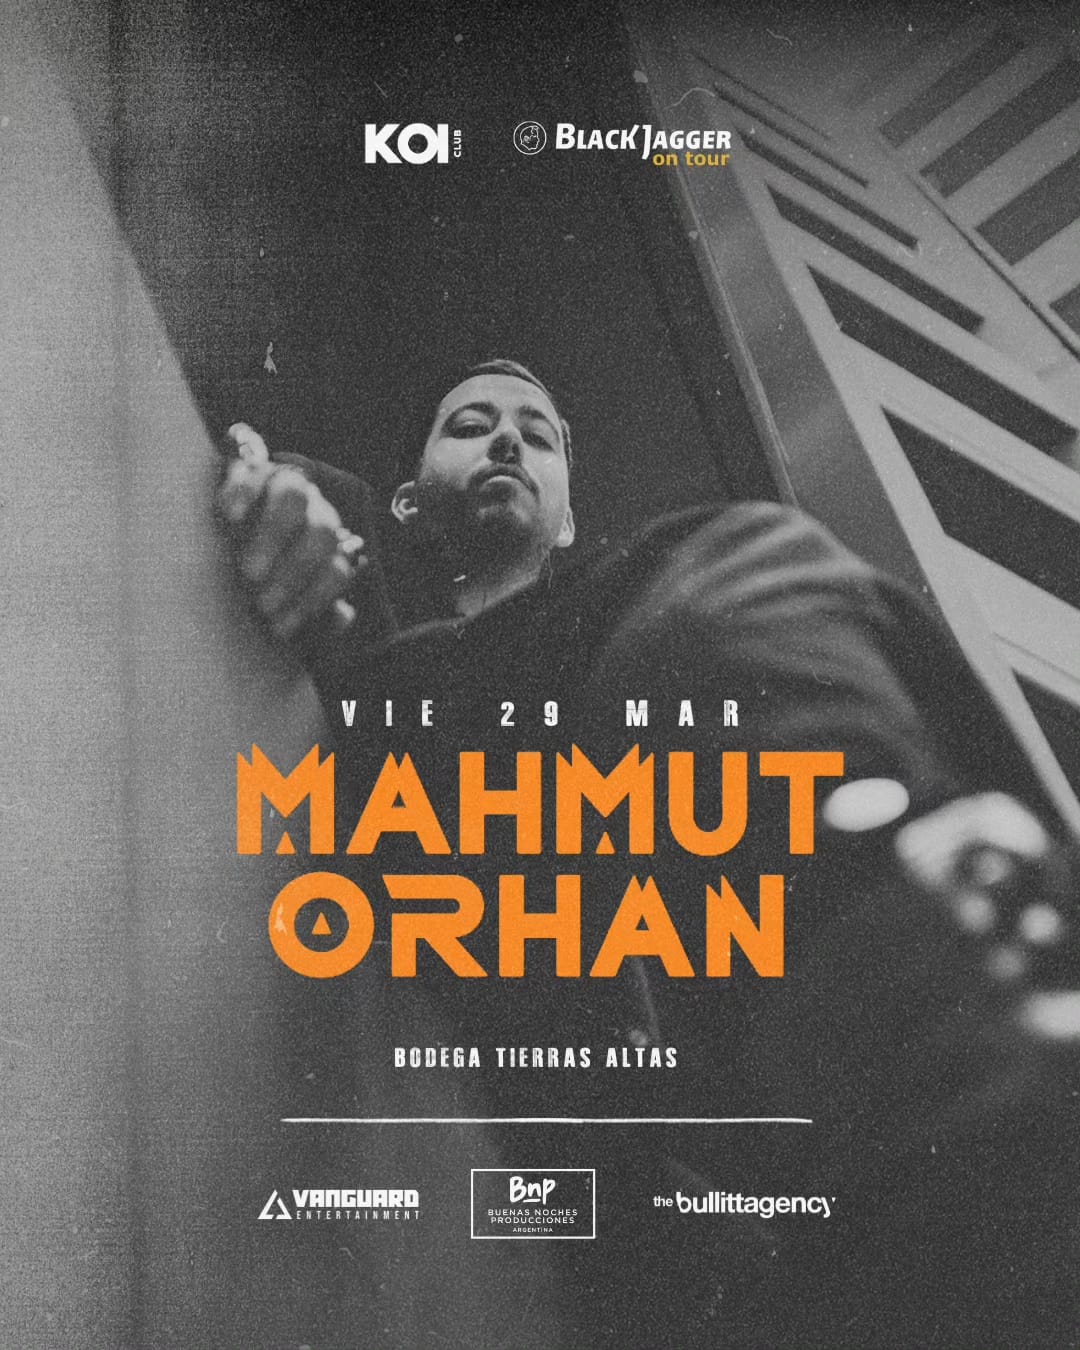 KOI CLUB
BLACK JAGGER
on tour
VIE 29 MAR
MAHMUT
ORHAN
BODEGA TIERRAS ALTAS
VANGUARD
ENTERTAINMENT
BnP
BUENAS NOCHES
PRODUCCIONES
ARGENTINA
the bullittagency